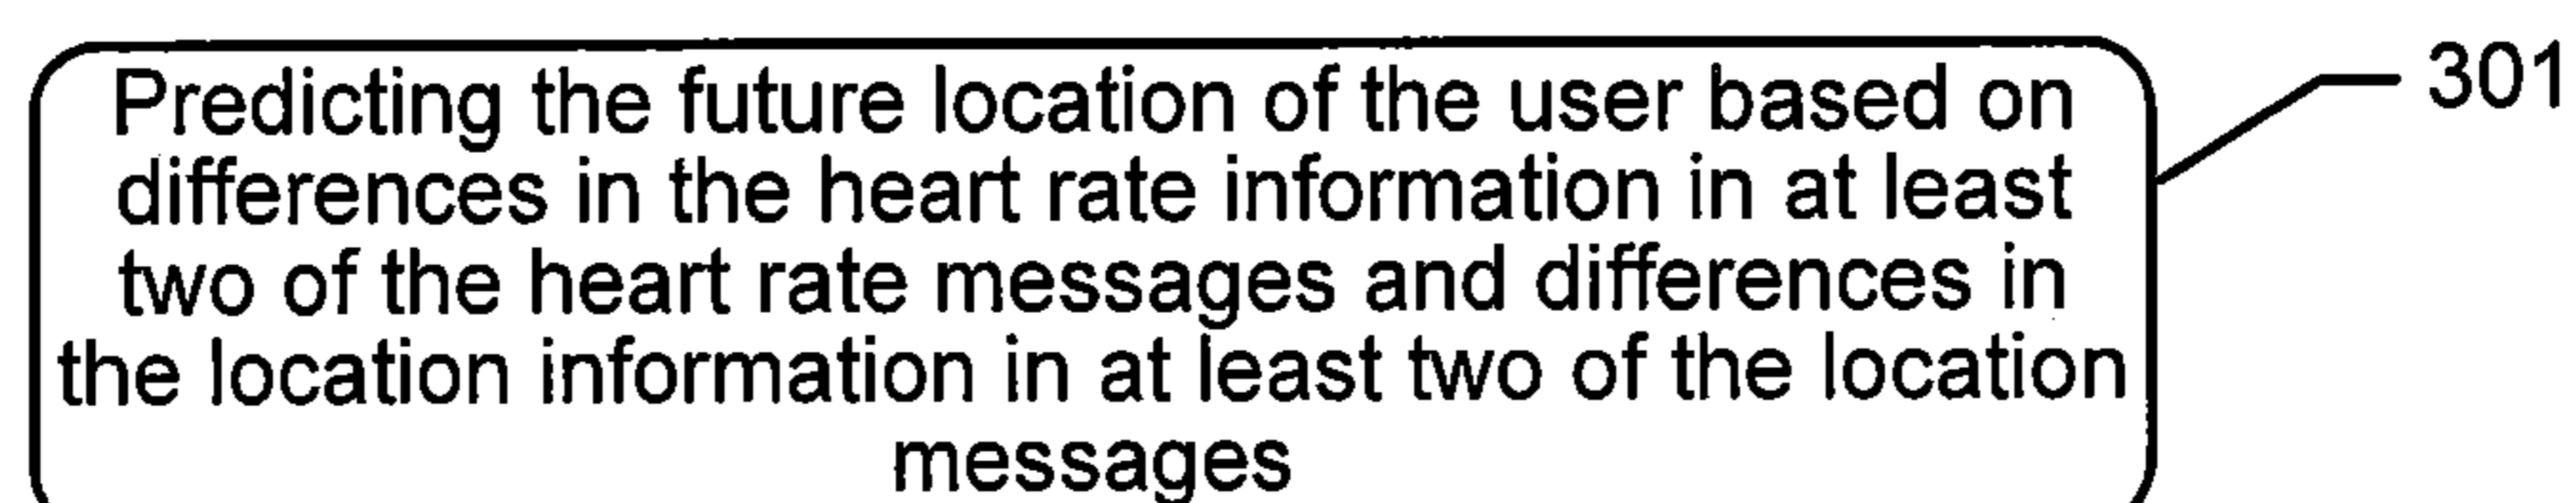 Predicting the future location of the user based on
differences in the heart rate information in at least
two of the heart rate messages and differences in
the location information in at least two of the location
messages
301